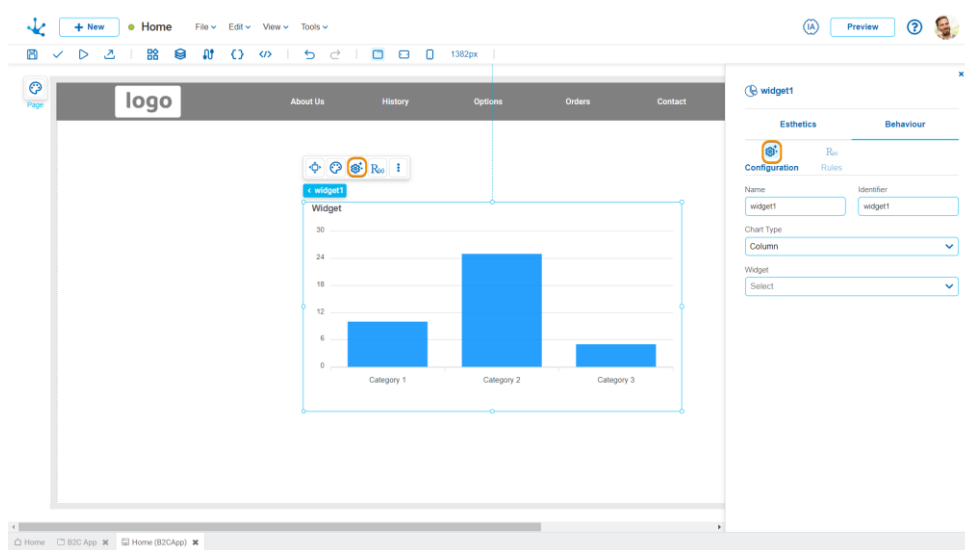 + New
Home
File
Edit
View
Tools
IA
Preview
?
1382px
Page
logo
About Us
History
Options
Orders
Contact
< widget1
Widget
30
24
18
12
6
0
Category 1
Category 2
Category 3
widget1
Esthetics
Behaviour
Configuration
Rules
Name
Identifier
widget1
widget1
Chart Type
Column
Widget
Select
Home
B2C App
Home (B2CApp)